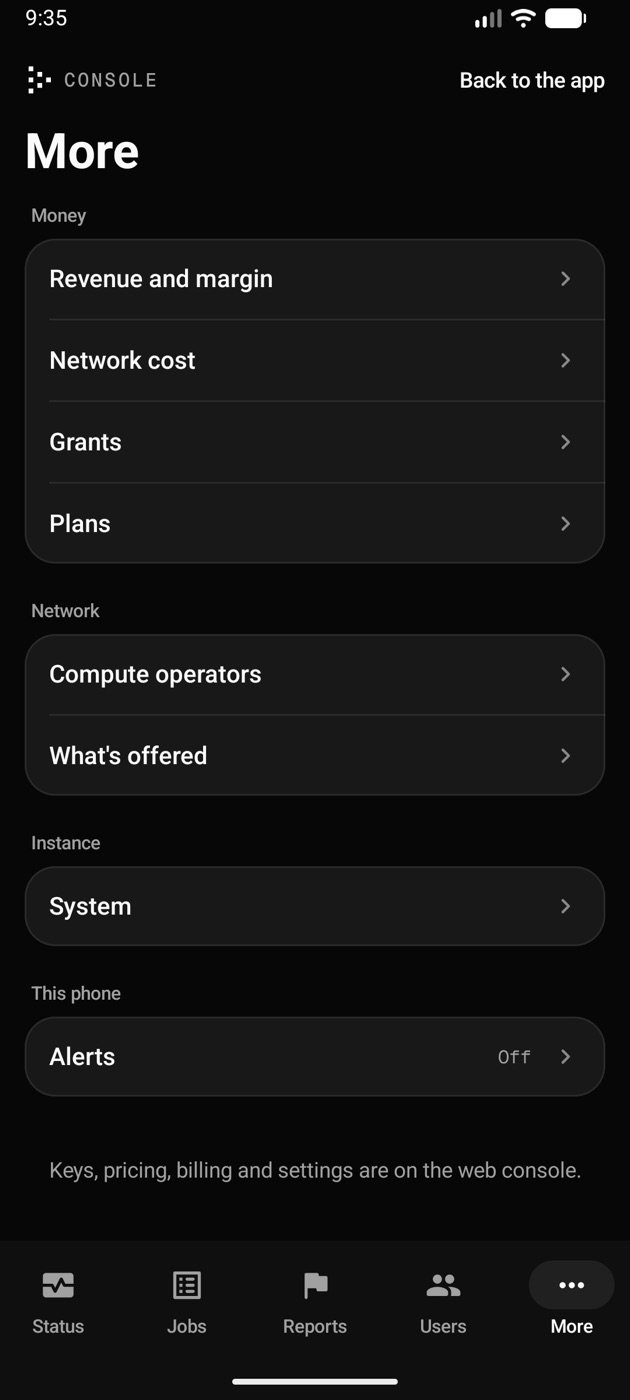 9:35
CONSOLE
Back to the app
More
Money
Revenue and margin
Network cost
Grants
Plans
Network
Compute operators
What's offered
Instance
System
This phone
Alerts
Off
Keys, pricing, billing and settings are on the web console.
Status
Jobs
Reports
Users
More